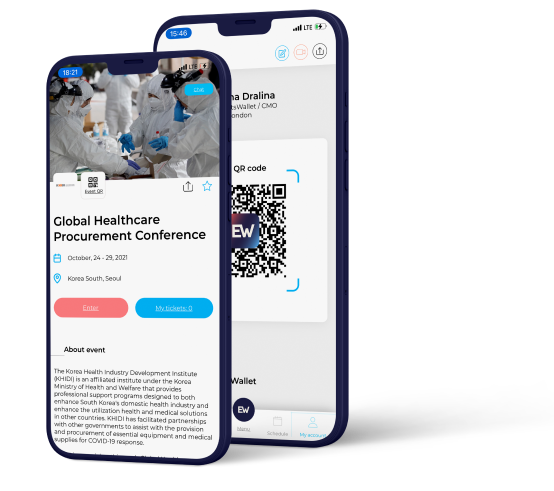 18:21
LTE
Live
Event QR
Global Healthcare
Procurement Conference
October, 24 - 29, 2021
Korea South, Seoul
Enter
My tickets: 0
About event
The Korea Health Industry Development Institute
(KHIDI) is an affiliated institute under the Korea
Ministry of Health and Welfare that provides
professional support programs designed to both
enhance South Korea's domestic health industry and
enhance the utilization health and medical solutions
in other countries. KHIDI has facilitated partnerships
with other governments to assist with the provision
and procurement of essential equipment and medical
supplies for COVID-19 response.
15:46
LTE
na Dralina
tsWallet / CMO
ondon
QR code
EW
Wallet
EW
Menu
Schedule
My account